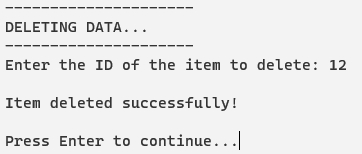 ---------------------
DELETING DATA...
---------------------
Enter the ID of the item to delete: 12
Item deleted successfully!
Press Enter to continue...